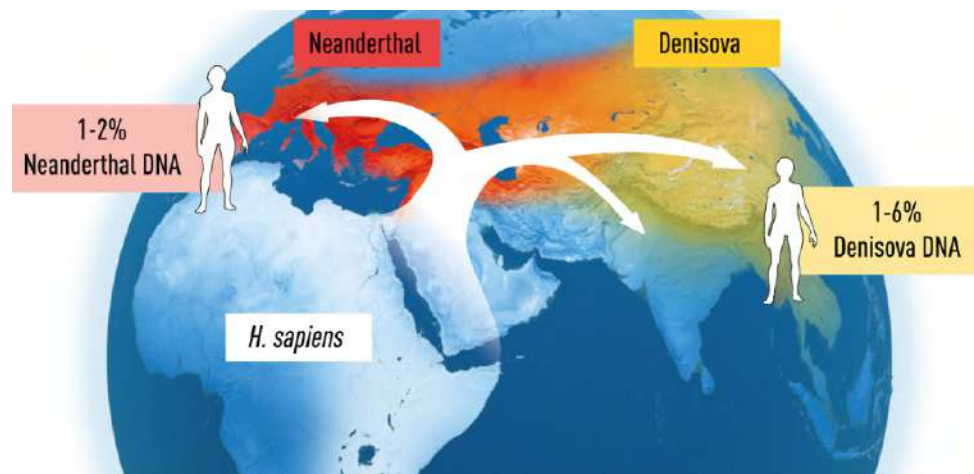 Neanderthal
Denisova
1-2%
Neanderthal DNA
1-6%
Denisova DNA
H. sapiens